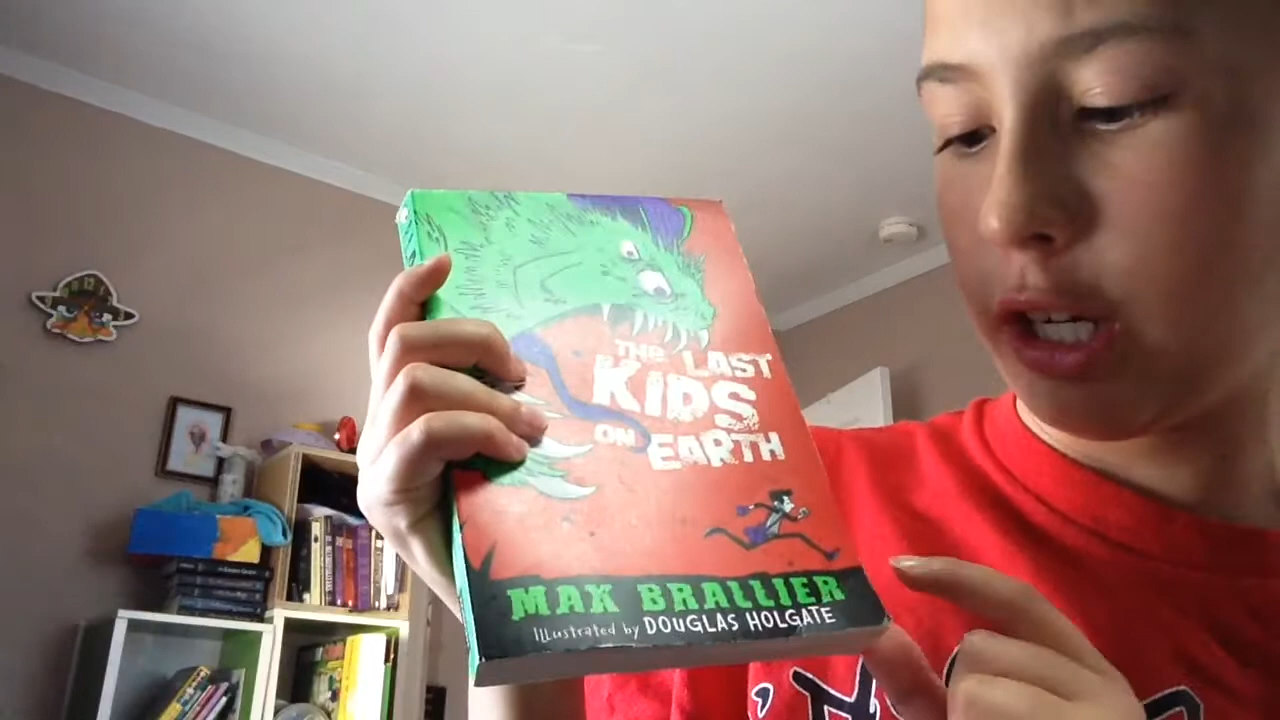 THE LAST
KIDS
ON EARTH
MAX BRALLIER
Illustrated by DOUGLAS HOLGATE